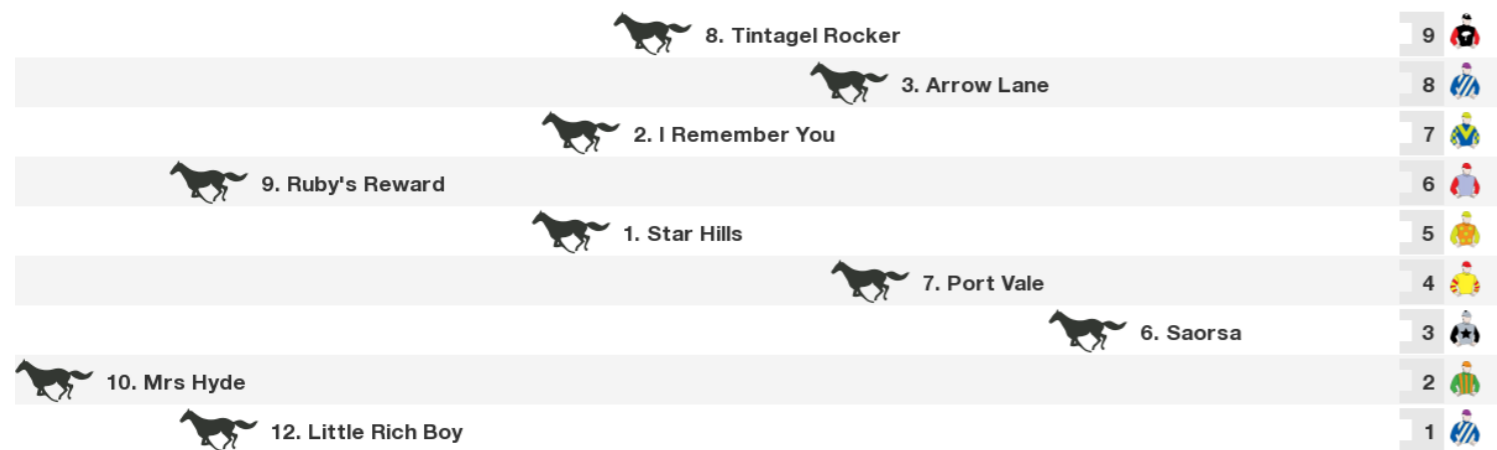 8. Tintagel Rocker 9
3. Arrow Lane 8
2. I Remember You 7
9. Ruby's Reward 6
1. Star Hills 5
7. Port Vale 4
6. Saorsa 3
10. Mrs Hyde 2
12. Little Rich Boy 1